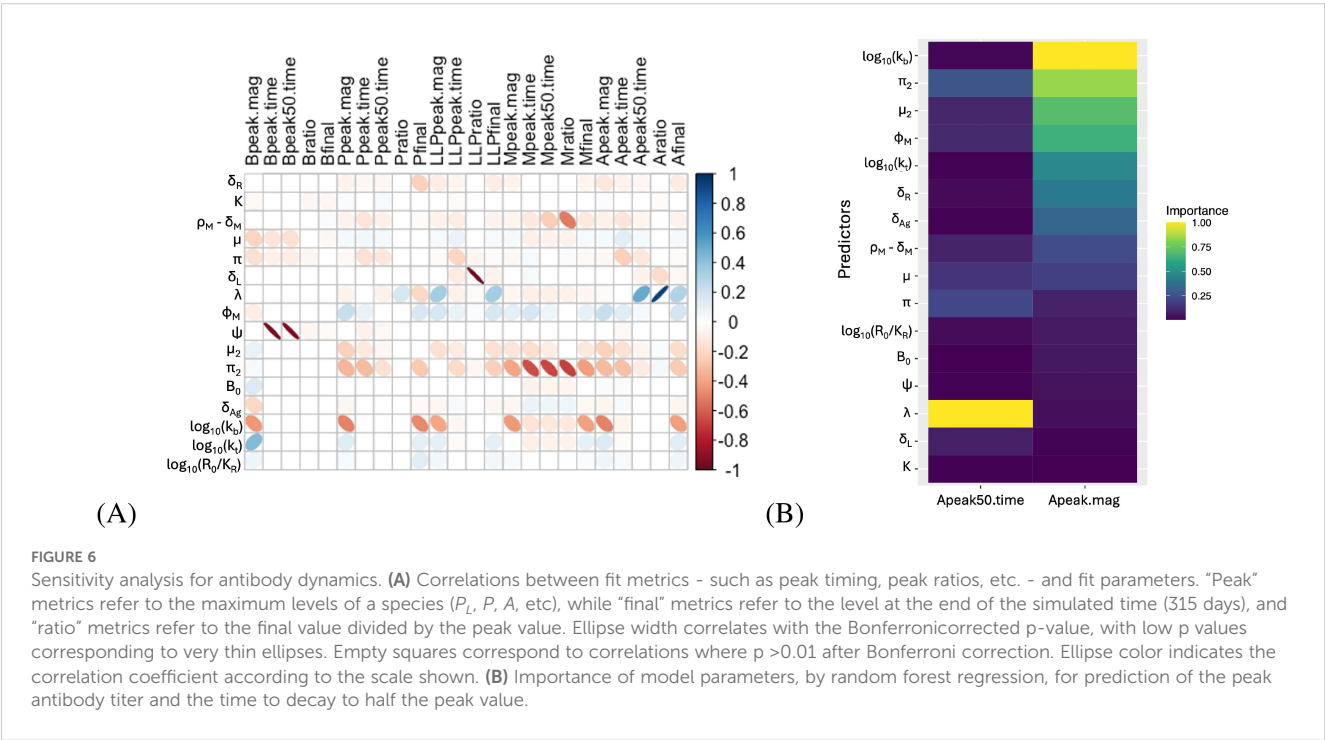 Bpeak.mag
Bpeak.time
Bpeak50.time
Bratio
Bfinal
Ppeak.mag
Ppeak.time
Ppeak50.time
Pratio
Pfinal
LLPpeak.mag
LLPpeak.time
LLPratio
LLPfinal
Mpeak.mag
Mpeak.time
Mpeak50.time
Mratio
Mfinal
Apeak.mag
Apeak.time
Apeak50.time
Aratio
Afinal
δR
K
ρM - δM
μ
π
δL
λ
ϕM
ψ
μ2
π2
B0
δAg
log10(kb)
log10(kt)
log10(R0/KR)
1
0.8
0.6
0.4
0.2
0
-0.2
-0.4
-0.6
-0.8
-1
(A)
Predictors
log10(kb)
π2
μ2
ϕM
log10(kt)
δR
δAg
ρM - δM
μ
π
log10(R0/KR)
B0
ψ
λ
δL
K
Apeak50.time Apeak.mag
Importance
1.00
0.75
0.50
0.25
(B)
FIGURE 6
Sensitivity analysis for antibody dynamics. (A) Correlations between fit metrics - such as peak timing, peak ratios, etc. - and fit parameters. “Peak”
metrics refer to the maximum levels of a species (PL, P, A, etc), while “final” metrics refer to the level at the end of the simulated time (315 days), and
“ratio” metrics refer to the final value divided by the peak value. Ellipse width correlates with the Bonferronicorrected p-value, with low p values
corresponding to very thin ellipses. Empty squares correspond to correlations where p >0.01 after Bonferroni correction. Ellipse color indicates the
correlation coefficient according to the scale shown. (B) Importance of model parameters, by random forest regression, for prediction of the peak
antibody titer and the time to decay to half the peak value.